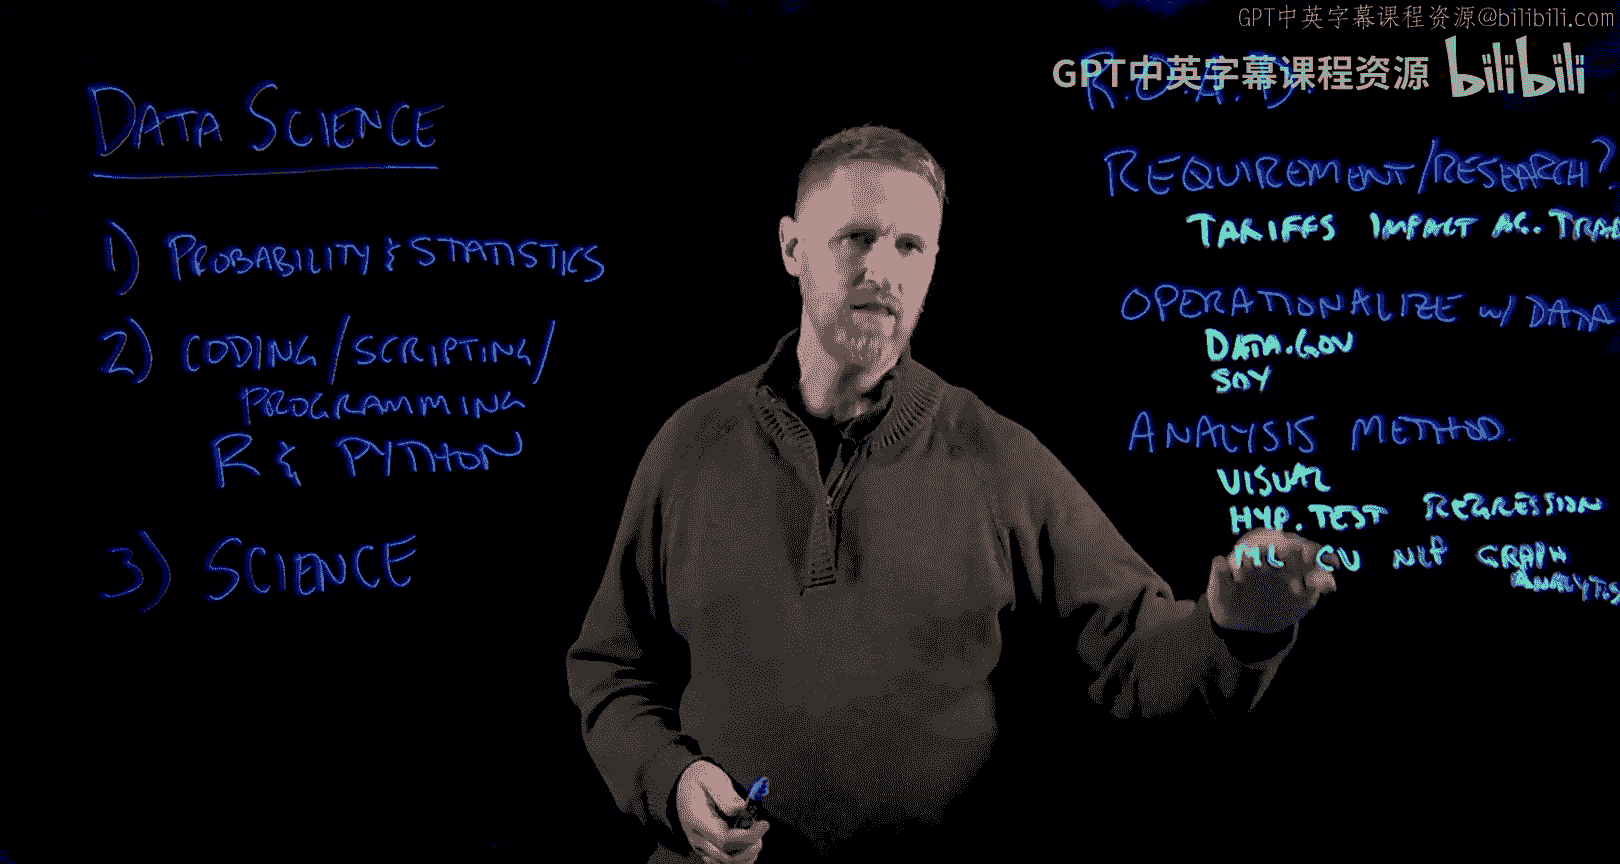 GPT中英字幕课程资源@bilibili.com
GPT中英字幕课程资源 bilibili
DATA SCIENCE
1) PROBABILITY & STATISTICS
2) CODING/SCRIPTING/
PROGRAMMING
R & PYTHON
3) SCIENCE
R.O.A.D.
REQUIREMENT/RESEARCH?
TARIFFS IMPACT AG. TRAD
OPERATIONALIZE w/ DATA
DATA.GOV
SOY
ANALYSIS METHOD.
VISUAL
HYP. TEST REGRESSION
ML CV NLP GRAPH
ANALYTICS